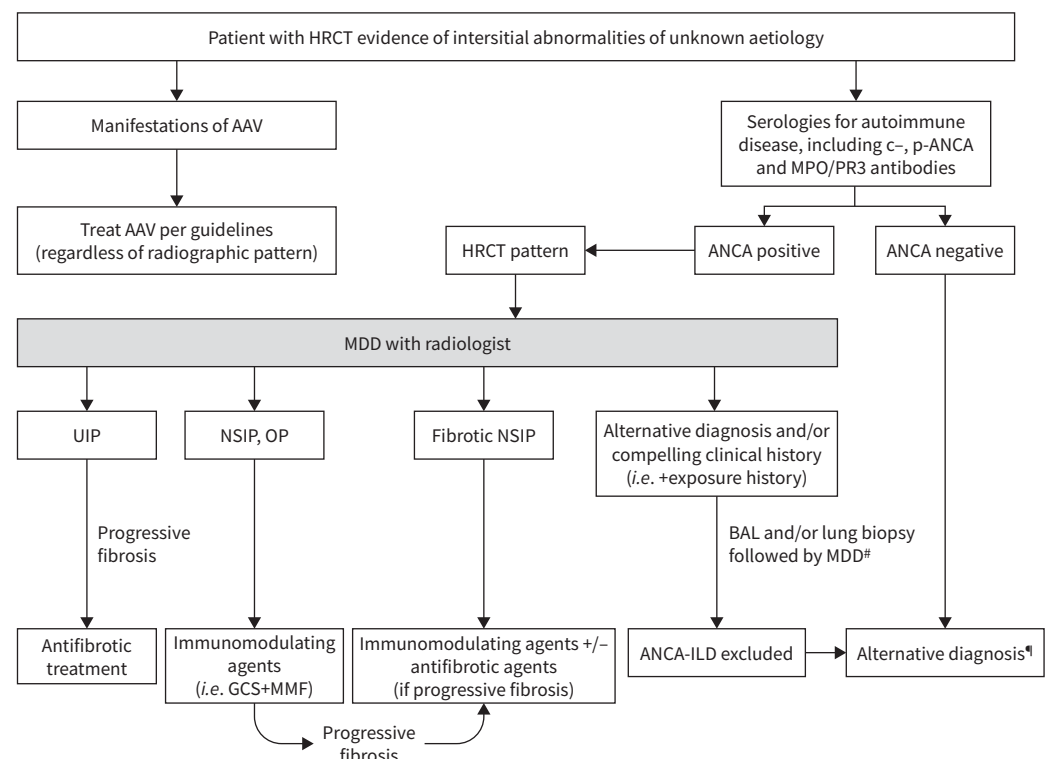 Patient with HRCT evidence of intersitial abnormalities of unknown aetiology
Manifestations of AAV
Serologies for autoimmune
disease, including c–, p-ANCA
and MPO/PR3 antibodies
Treat AAV per guidelines
(regardless of radiographic pattern)
HRCT pattern
ANCA positive
ANCA negative
MDD with radiologist
UIP
NSIP, OP
Fibrotic NSIP
Alternative diagnosis and/or
compelling clinical history
(i.e. +exposure history)
Progressive
fibrosis
BAL and/or lung biopsy
followed by MDD#
Antifibrotic
treatment
Immunomodulating
agents
(i.e. GCS+MMF)
Immunomodulating agents +/–
antifibrotic agents
(if progressive fibrosis)
ANCA-ILD excluded
Alternative diagnosis¶
Progressive
fibrosis